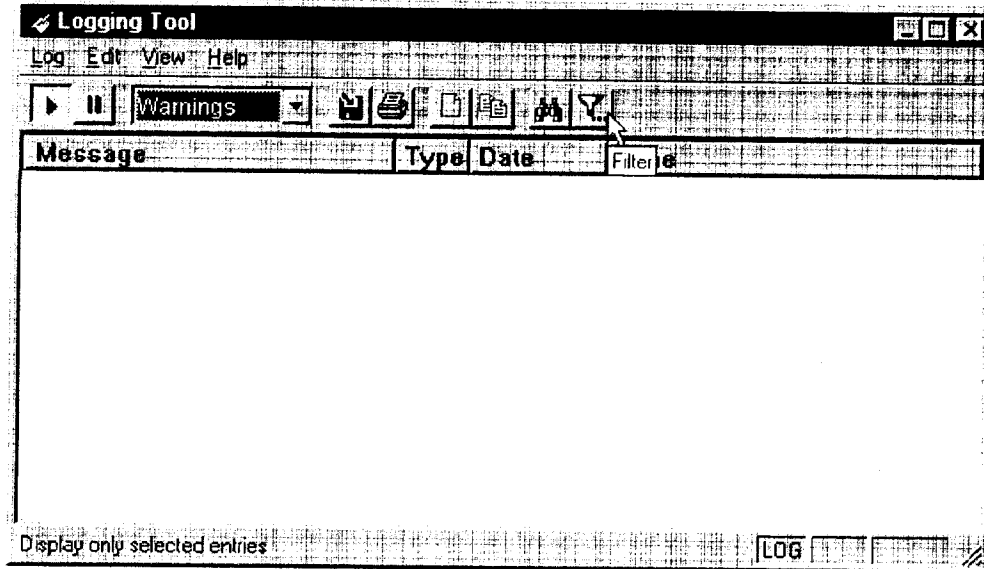 Logging Tool
Log Edit View Help
Warnings
Message Type Date
Filter
Display only selected entries
LOG